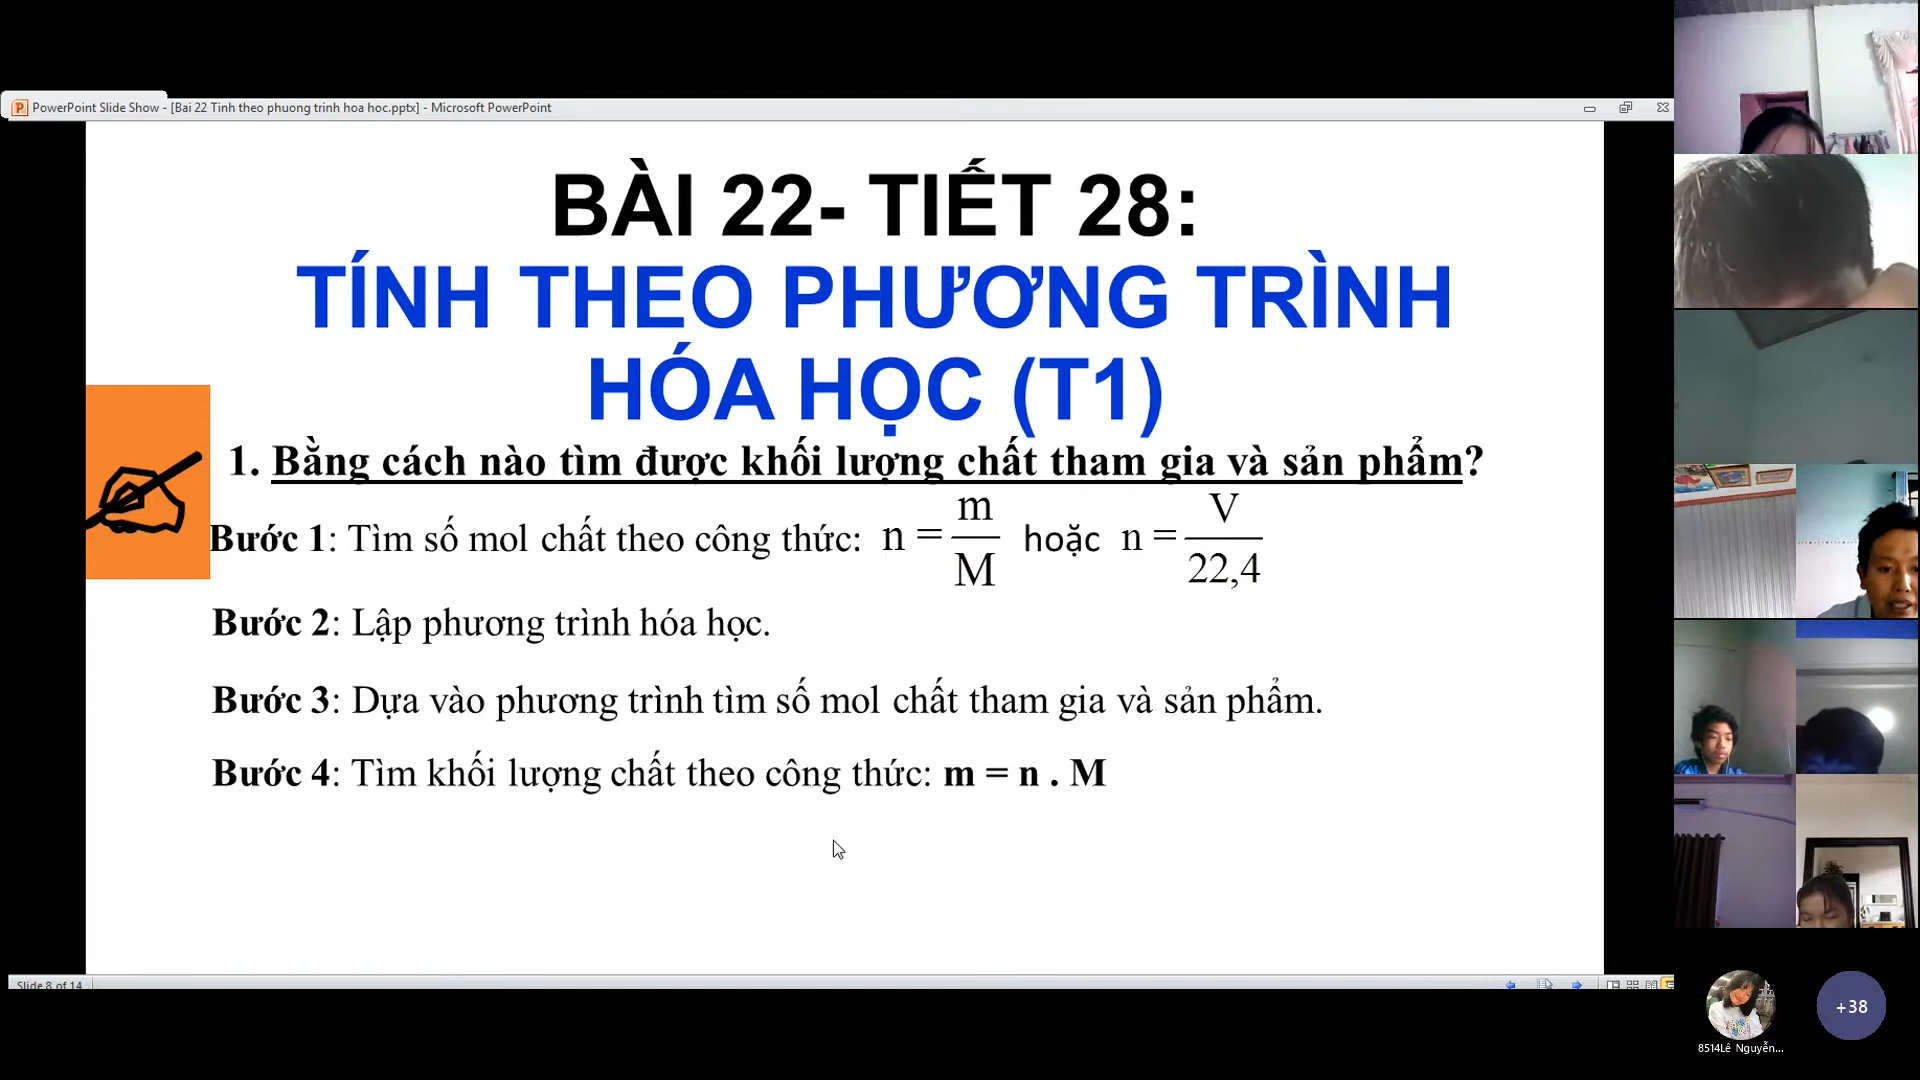 PowerPoint Slide Show - [Bai 22 Tinh theo phuong trinh hoa hoc.pptx] - Microsoft PowerPoint
BÀI 22- TIẾT 28:
TÍNH THEO PHƯƠNG TRÌNH
HÓA HỌC (T1)
1. Bằng cách nào tìm được khối lượng chất tham gia và sản phẩm?
Bước 1: Tìm số mol chất theo công thức: n = m/M hoặc n = V/22,4
Bước 2: Lập phương trình hóa học.
Bước 3: Dựa vào phương trình tìm số mol chất tham gia và sản phẩm.
Bước 4: Tìm khối lượng chất theo công thức: m = n . M
Slide 8 of 14
+38
8514Lê Nguyễn...